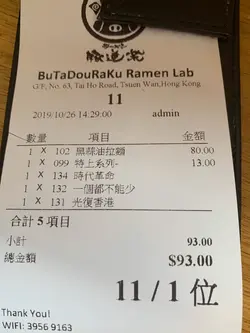 豚道楽
BuTaDouRaKu Ramen Lab
G/F, No. 63, Tai Ho Road, Tsuen Wan,Hong Kong
11
2019/10/26 14:29:00 admin
數量 項目 金額
1 X 102 黑蒜油拉麵 80.00
1 X 099 特上系列- 13.00
1 X 134 時代革命
1 X 132 一個都不能少
1 X 131 光復香港
合計 5 項目
小計 93.00
總金額 $93.00
11 / 1 位
Thank You!
WIFI: 3956 9163